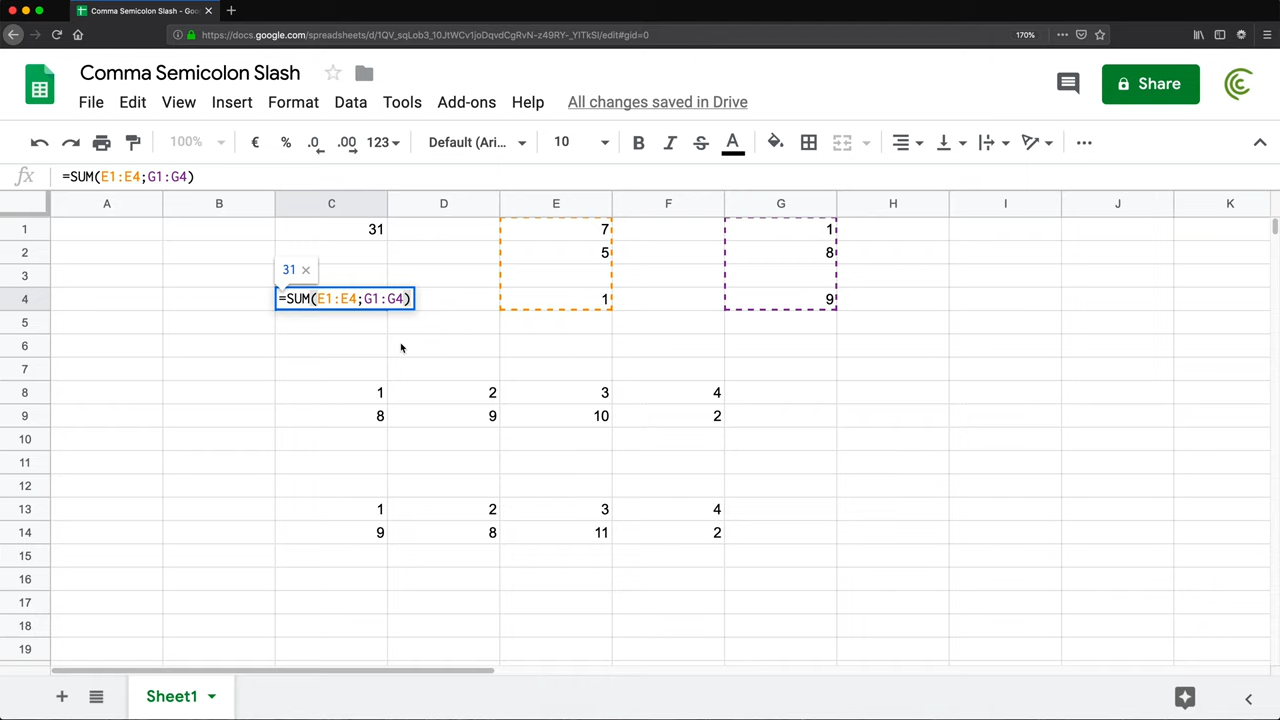 Comma Semicolon Slash - Goo
https://docs.google.com/spreadsheets/d/1QV_sqLob3_10JtWCv1joDqvdCgRvN-z49RY-_YITkSI/edit#gid=0 170%
Comma Semicolon Slash
File Edit View Insert Format Data Tools Add-ons Help All changes saved in Drive
Share
100% € % .0 .00 123 Default (Ari... 10 B I S A
fx =SUM(E1:E4;G1:G4)
A B C D E F G H I J K
1 31 7 1
2 5 8
3
31 ×
4 =SUM(E1:E4;G1:G4) 1 9
5
6
7
8 1 2 3 4
9 8 9 10 2
10
11
12
13 1 2 3 4
14 9 8 11 2
15
16
17
18
19
Sheet1